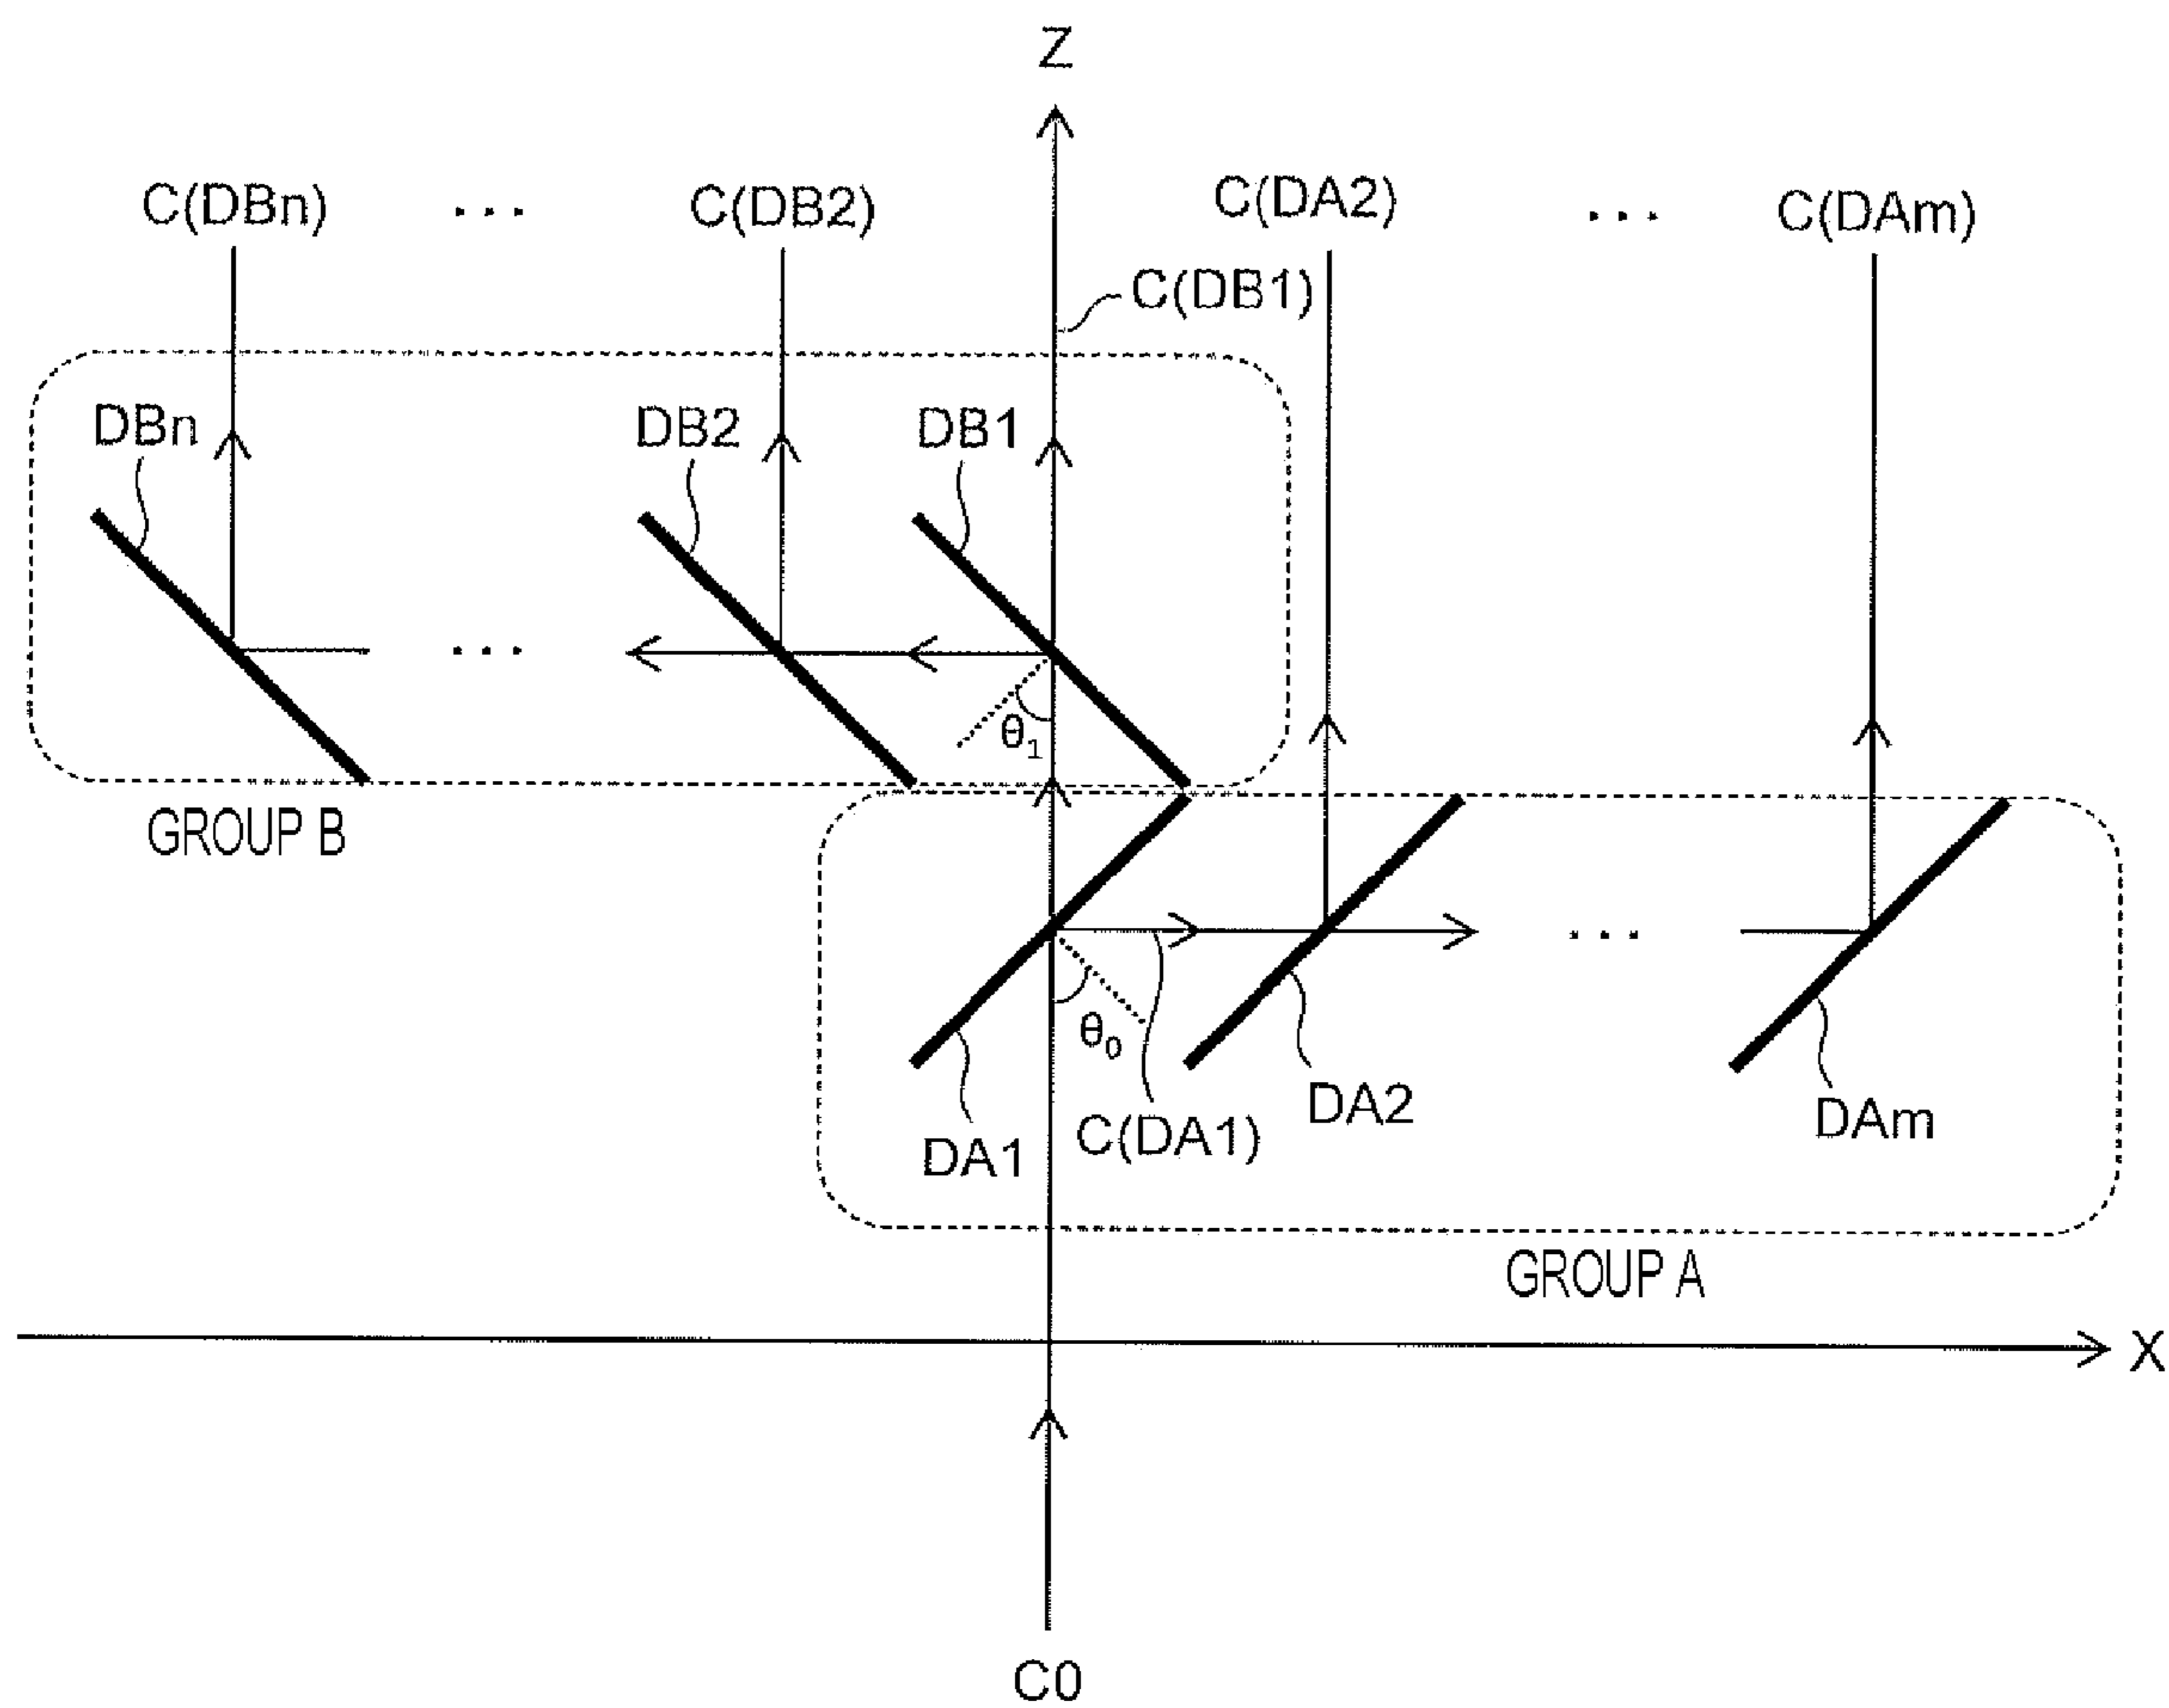 Z
C(DBn) ... C(DB2) C(DA2) ... C(DAm)
C(DB1)
DBn DB2 DB1
...
θ1
GROUP B
...
θ0
DA2
DAm
C(DA1)
DA1
GROUP A
X
C0